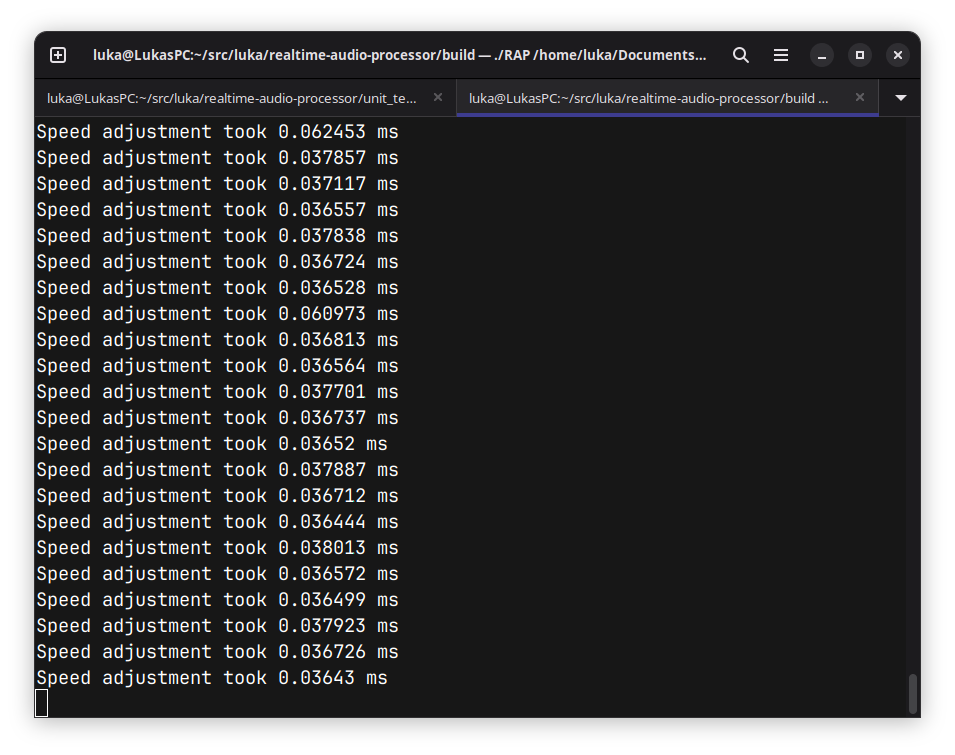 luka@LukasPC:~/src/luka/realtime-audio-processor/build — ./RAP /home/luka/Documents...
luka@LukasPC:~/src/luka/realtime-audio-processor/unit_te...
luka@LukasPC:~/src/luka/realtime-audio-processor/build ...
Speed adjustment took 0.062453 ms
Speed adjustment took 0.037857 ms
Speed adjustment took 0.037117 ms
Speed adjustment took 0.036557 ms
Speed adjustment took 0.037838 ms
Speed adjustment took 0.036724 ms
Speed adjustment took 0.036528 ms
Speed adjustment took 0.060973 ms
Speed adjustment took 0.036813 ms
Speed adjustment took 0.036564 ms
Speed adjustment took 0.037701 ms
Speed adjustment took 0.036737 ms
Speed adjustment took 0.03652 ms
Speed adjustment took 0.037887 ms
Speed adjustment took 0.036712 ms
Speed adjustment took 0.036444 ms
Speed adjustment took 0.038013 ms
Speed adjustment took 0.036572 ms
Speed adjustment took 0.036499 ms
Speed adjustment took 0.037923 ms
Speed adjustment took 0.036726 ms
Speed adjustment took 0.03643 ms